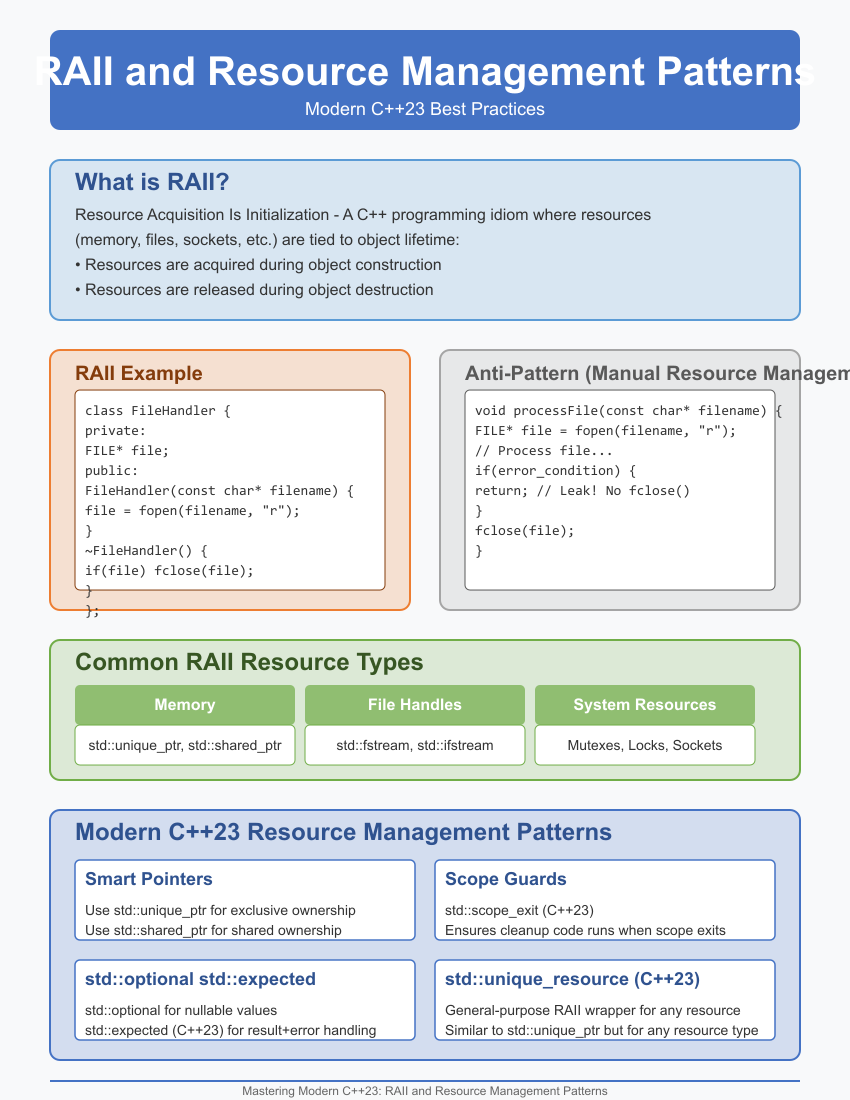 RAII and Resource Management Patterns
Modern C++23 Best Practices
What is RAII?
Resource Acquisition Is Initialization - A C++ programming idiom where resources
(memory, files, sockets, etc.) are tied to object lifetime:
• Resources are acquired during object construction
• Resources are released during object destruction
RAII Example
class FileHandler {
private:
FILE* file;
public:
FileHandler(const char* filename) {
file = fopen(filename, "r");
}
~FileHandler() {
if(file) fclose(file);
}
};
Anti-Pattern (Manual Resource Managem
void processFile(const char* filename) {
FILE* file = fopen(filename, "r");
// Process file...
if(error_condition) {
return; // Leak! No fclose()
}
fclose(file);
}
Common RAII Resource Types
Memory
std::unique_ptr, std::shared_ptr
File Handles
std::fstream, std::ifstream
System Resources
Mutexes, Locks, Sockets
Modern C++23 Resource Management Patterns
Smart Pointers
Use std::unique_ptr for exclusive ownership
Use std::shared_ptr for shared ownership
Scope Guards
std::scope_exit (C++23)
Ensures cleanup code runs when scope exits
std::optional std::expected
std::optional for nullable values
std::expected (C++23) for result+error handling
std::unique_resource (C++23)
General-purpose RAII wrapper for any resource
Similar to std::unique_ptr but for any resource type
Mastering Modern C++23: RAII and Resource Management Patterns